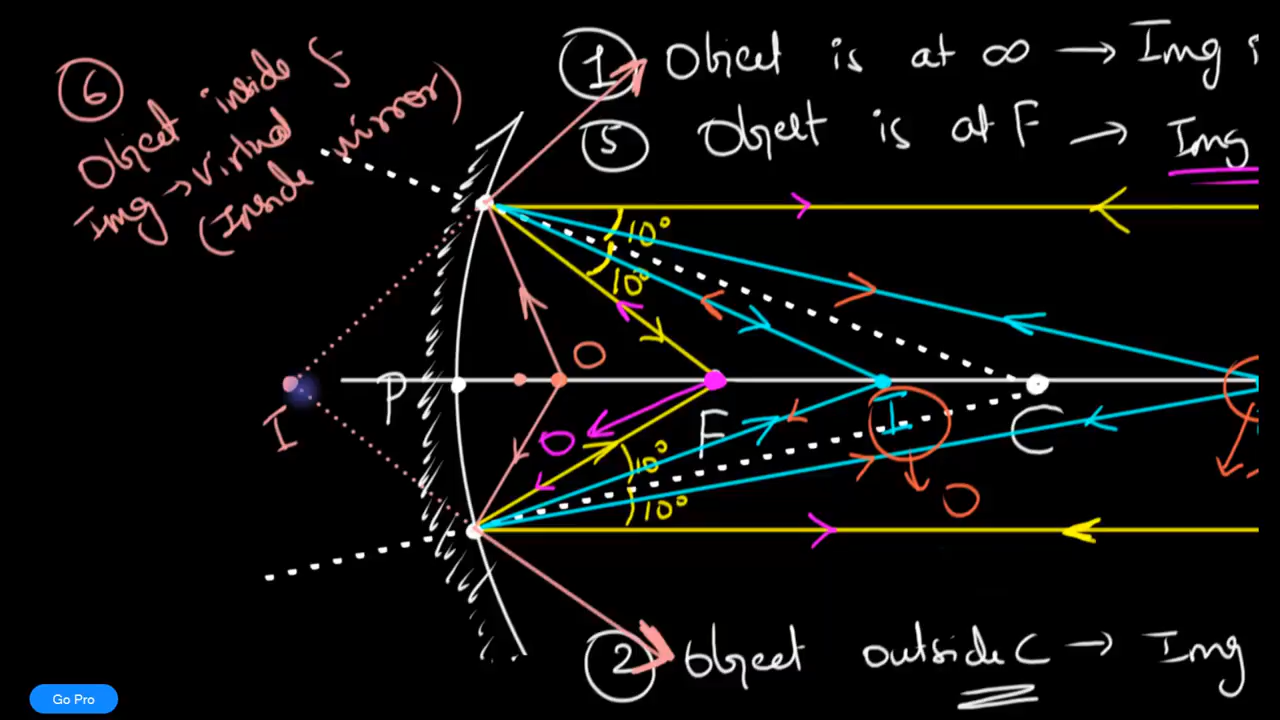 1 Object is at ∞ → Img i
5 Object is at F → Img
6
Object inside f
Img → Virtual
(Inside mirror)
10°
10°
O
P
F
I
C
I
O
10°
10°
O
2 Object outside C → Img
Go Pro